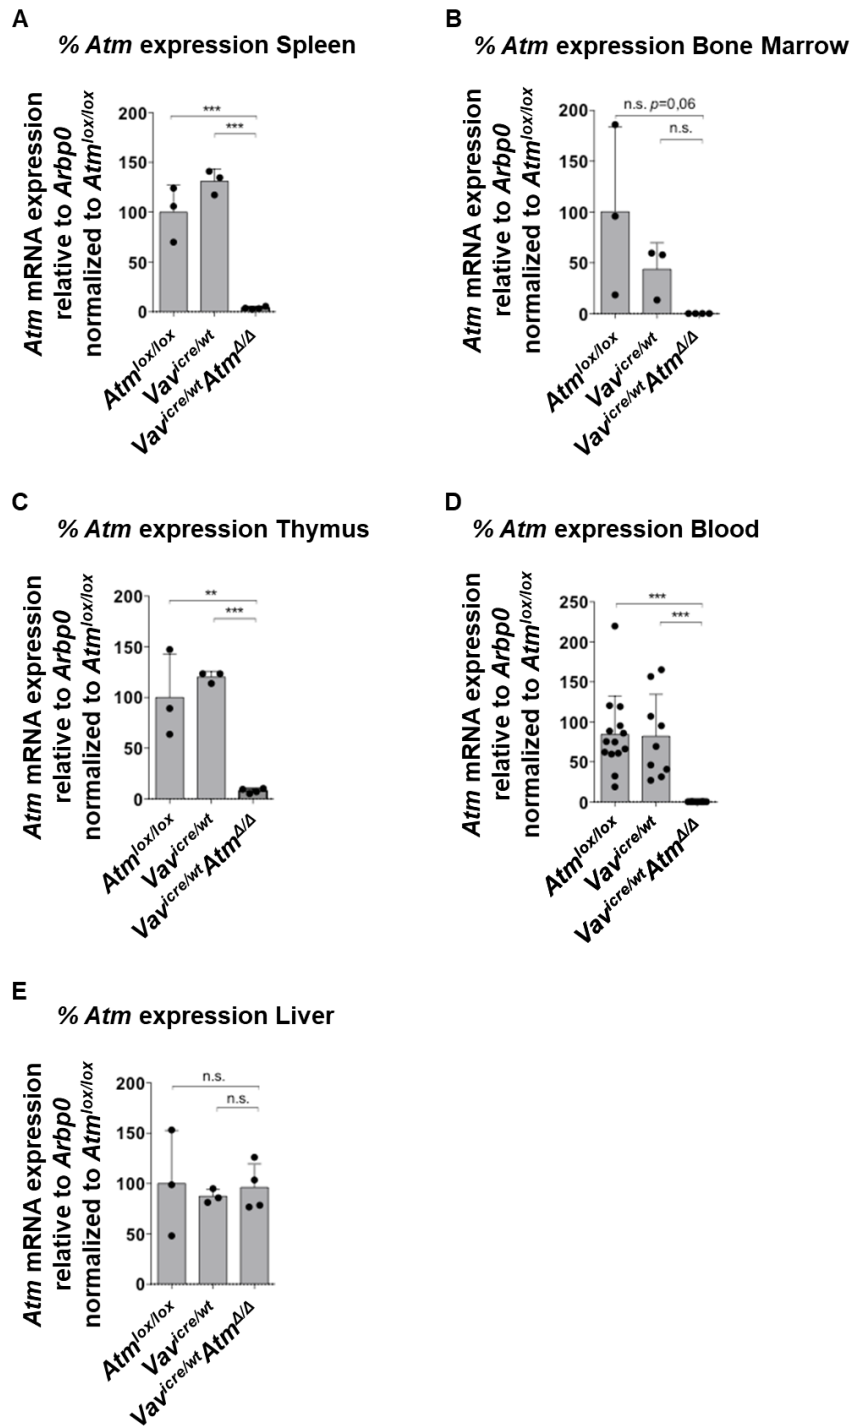 A
% Atm expression Spleen
Atm mRNA expression
relative to Arbp0
normalized to Atmlox/lox
200
150
100
50
0
***
***
Atmlox/lox
Vavicre/wt
Vavicre/wtAtmΔ/Δ
B
% Atm expression Bone Marrow
Atm mRNA expression
relative to Arbp0
normalized to Atmlox/lox
200
150
100
50
0
n.s. p=0,06
n.s.
Atmlox/lox
Vavicre/wt
Vavicre/wtAtmΔ/Δ
C
% Atm expression Thymus
Atm mRNA expression
relative to Arbp0
normalized to Atmlox/lox
200
150
100
50
0
**
***
Atmlox/lox
Vavicre/wt
Vavicre/wtAtmΔ/Δ
D
% Atm expression Blood
Atm mRNA expression
relative to Arbp0
normalized to Atmlox/lox
250
200
150
100
50
0
***
***
Atmlox/lox
Vavicre/wt
Vavicre/wtAtmΔ/Δ
E
% Atm expression Liver
Atm mRNA expression
relative to Arbp0
normalized to Atmlox/lox
200
150
100
50
0
n.s.
n.s.
Atmlox/lox
Vavicre/wt
Vavicre/wtAtmΔ/Δ